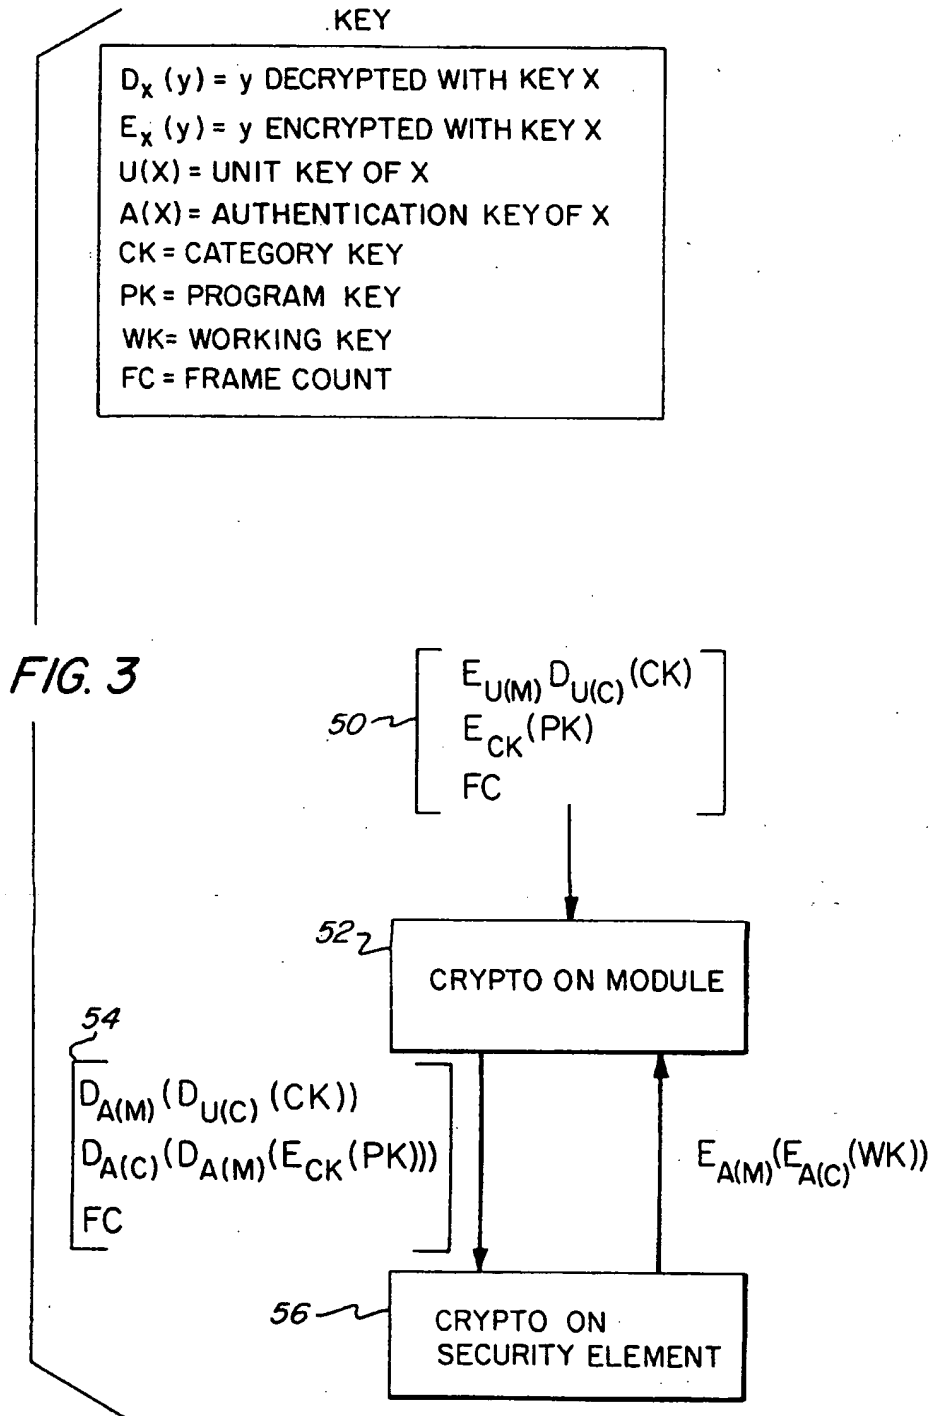 .KEY
Dx (y) = y DECRYPTED WITH KEY X
Ex (y) = y ENCRYPTED WITH KEY X
U(X) = UNIT KEY OF X
A(X) = AUTHENTICATION KEY OF X
CK = CATEGORY KEY
PK = PROGRAM KEY
WK= WORKING KEY
FC = FRAME COUNT
FIG. 3
50
EU(M) DU(C) (CK)
ECK (PK)
FC
52
CRYPTO ON MODULE
54
DA(M) (DU(C) (CK))
DA(C) (DA(M) (ECK (PK)))
FC
EA(M) (EA(C) (WK))
56
CRYPTO ON
SECURITY ELEMENT